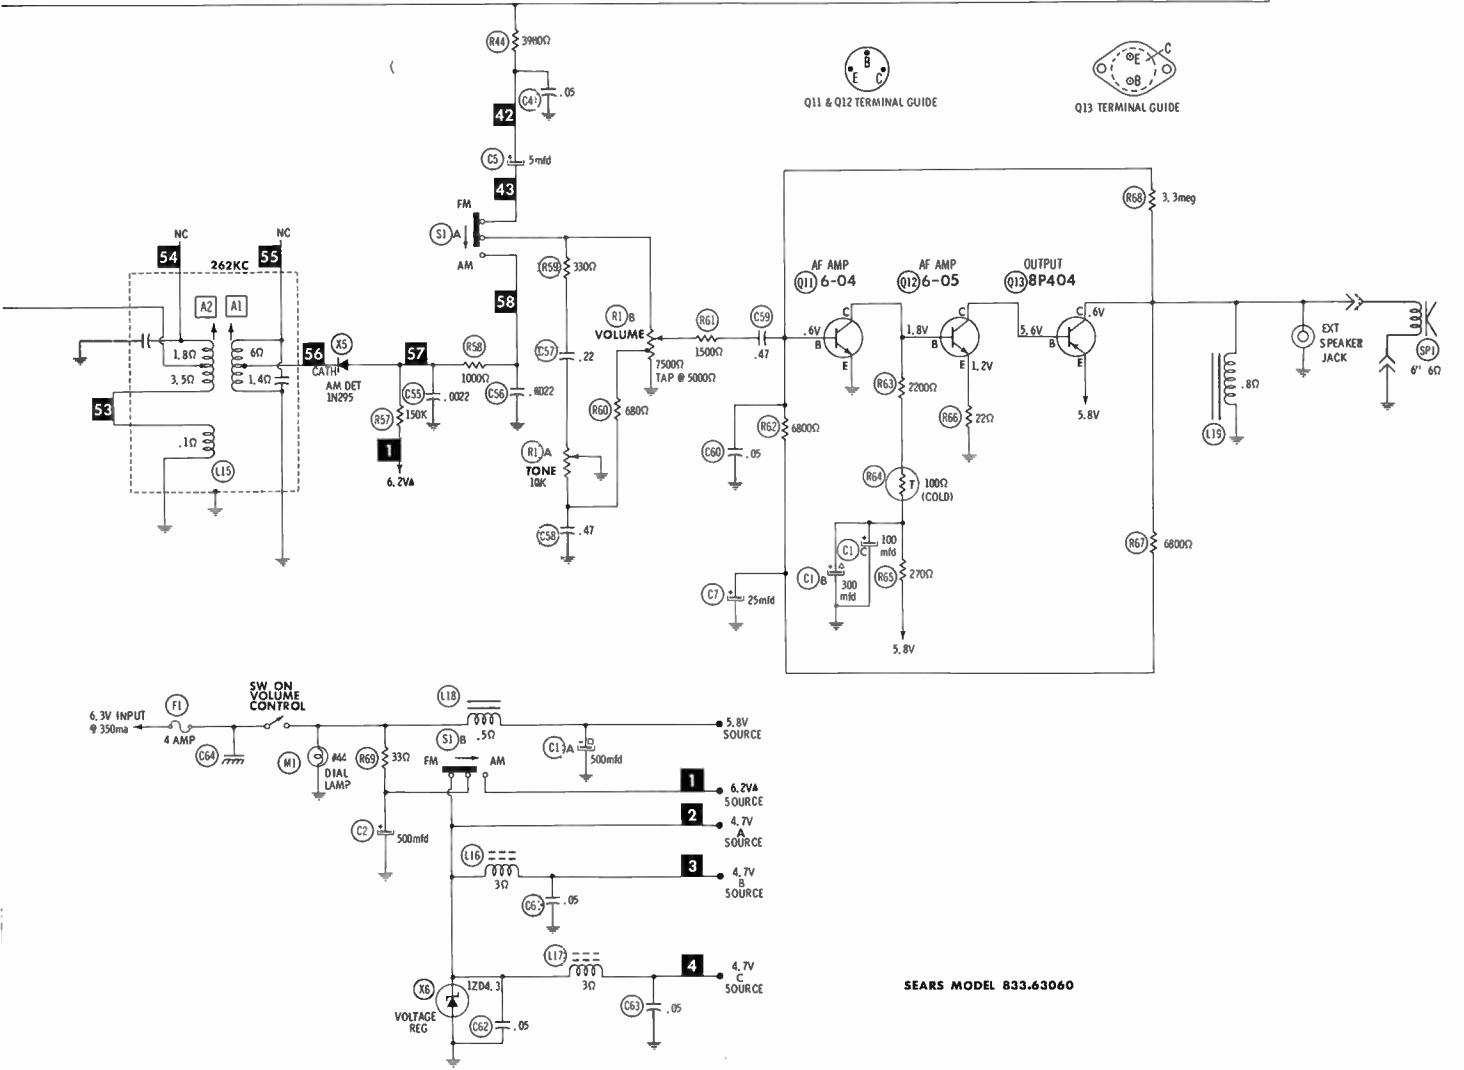 R44 3980Ω
.05
42
C5 5mfd
43
FM
S1 A
AM
R59 330Ω
58
B
E C
Q11 & Q12 TERMINAL GUIDE
E C
B
Q13 TERMINAL GUIDE
R68 3.3meg
NC
NC
54
55
262KC
A2
A1
1.8Ω
6Ω
3.5Ω
1.4Ω
53
.1Ω
L15
56
CATH
X5
AM DET
1N295
57
R58
1000Ω
R57 150K
C55 .0022
C56 .0022
1
6.2V▲
C57 .22
R1 B
VOLUME
7500Ω
TAP @ 5000Ω
R61
1500Ω
C59
.47
R60 680Ω
R1 A
TONE
10K
C58 .47
AF AMP
Q11 6-04
AF AMP
Q12 6-05
OUTPUT
Q13 8P404
.6V
B
C
E
1.8V
B
C
E 1.2V
5.6V
B
C .6V
E
5.8V
R63 2200Ω
R66 22Ω
R62 6800Ω
C60 .05
R64 T 100Ω
(COLD)
C1 C 100
mfd
C1 B 300
mfd
R65 270Ω
5.8V
C7 25mfd
R67 6800Ω
L19 .8Ω
EXT
SPEAKER
JACK
SP1
6" 6Ω
6.3V INPUT
@ 350ma
F1
4 AMP
C64
SW ON
VOLUME
CONTROL
M1 #44
DIAL
LAMP
R69 33Ω
L18
.5Ω
S1 B
FM AM
C1 A 500mfd
5.8V
SOURCE
C2 500mfd
1
6.2V▲
SOURCE
2
4.7V
A
SOURCE
L16
3Ω
3
4.7V
B
SOURCE
.05
L17
3Ω
4
4.7V
C
SOURCE
X6 1ZD4.3
VOLTAGE
REG
C62 .05
C63 .05
SEARS MODEL 833.63060